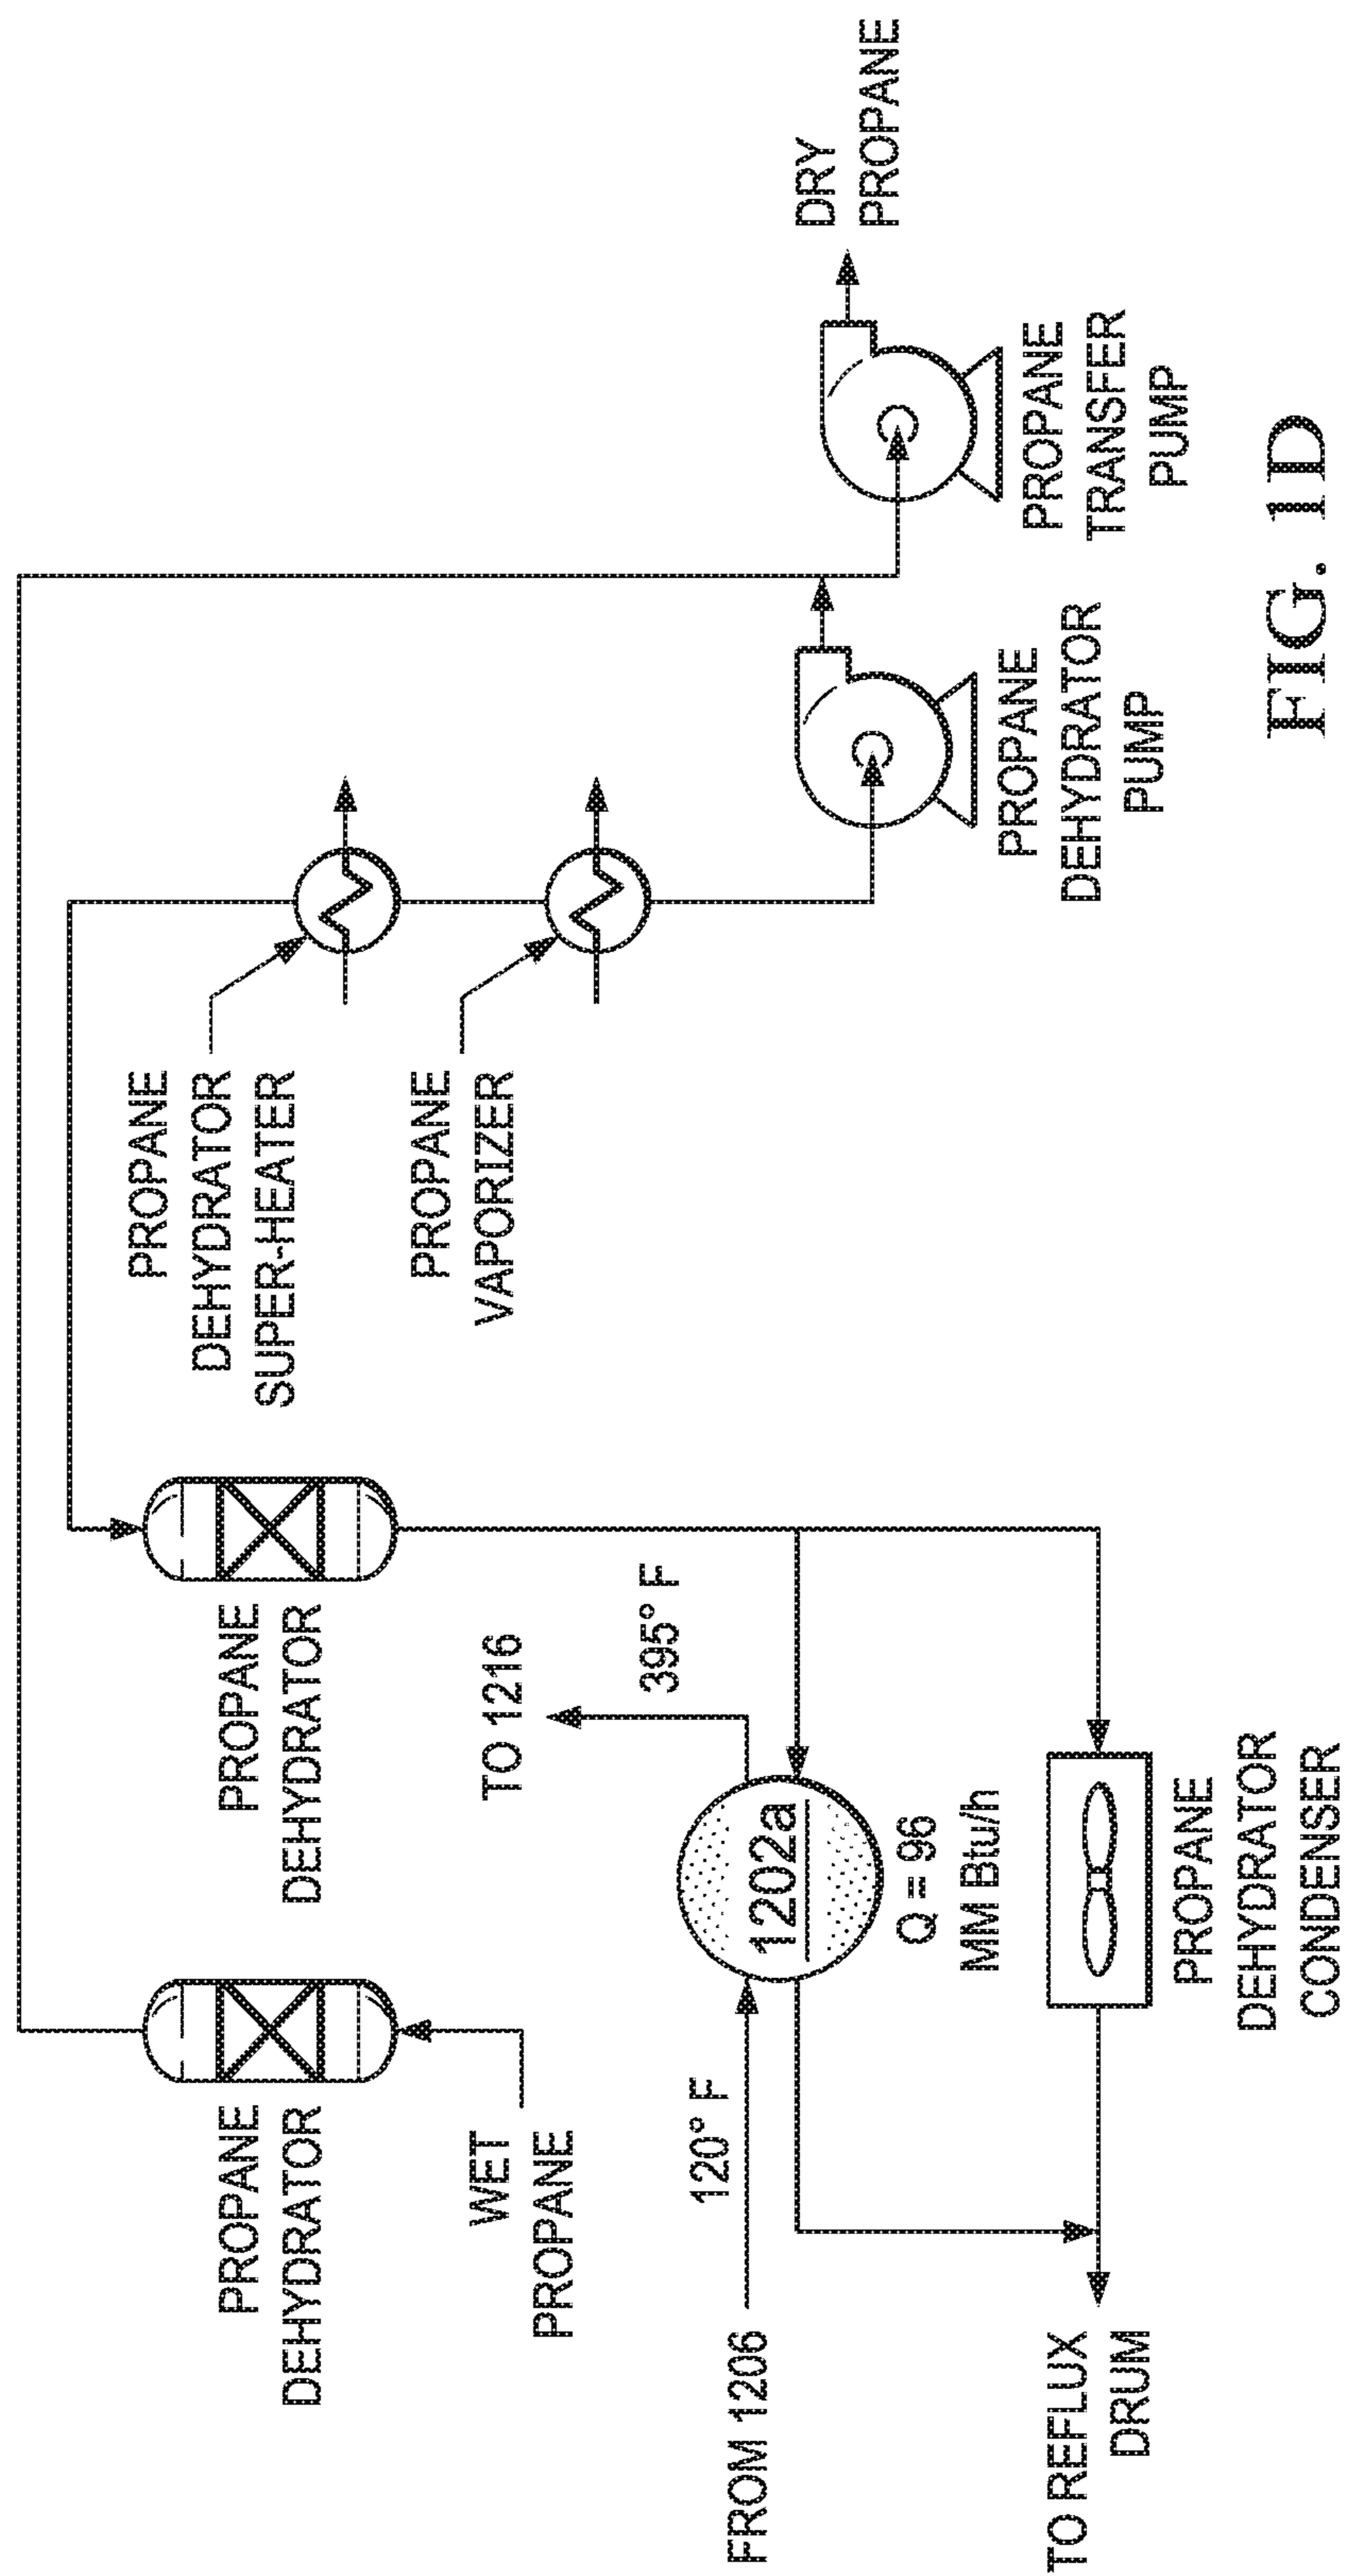 PROPANE
DEHYDRATOR
WET
PROPANE
PROPANE
DEHYDRATOR
PROPANE
DEHYDRATOR
SUPER-HEATER
PROPANE
VAPORIZER
DRY
PROPANE
PROPANE
TRANSFER
PUMP
PROPANE
DEHYDRATOR
PUMP
TO 1216
395° F
120° F
FROM 1206
1202a
Q = 96
MM Btu/h
TO REFLUX
DRUM
PROPANE
DEHYDRATOR
CONDENSER
FIG. 1D